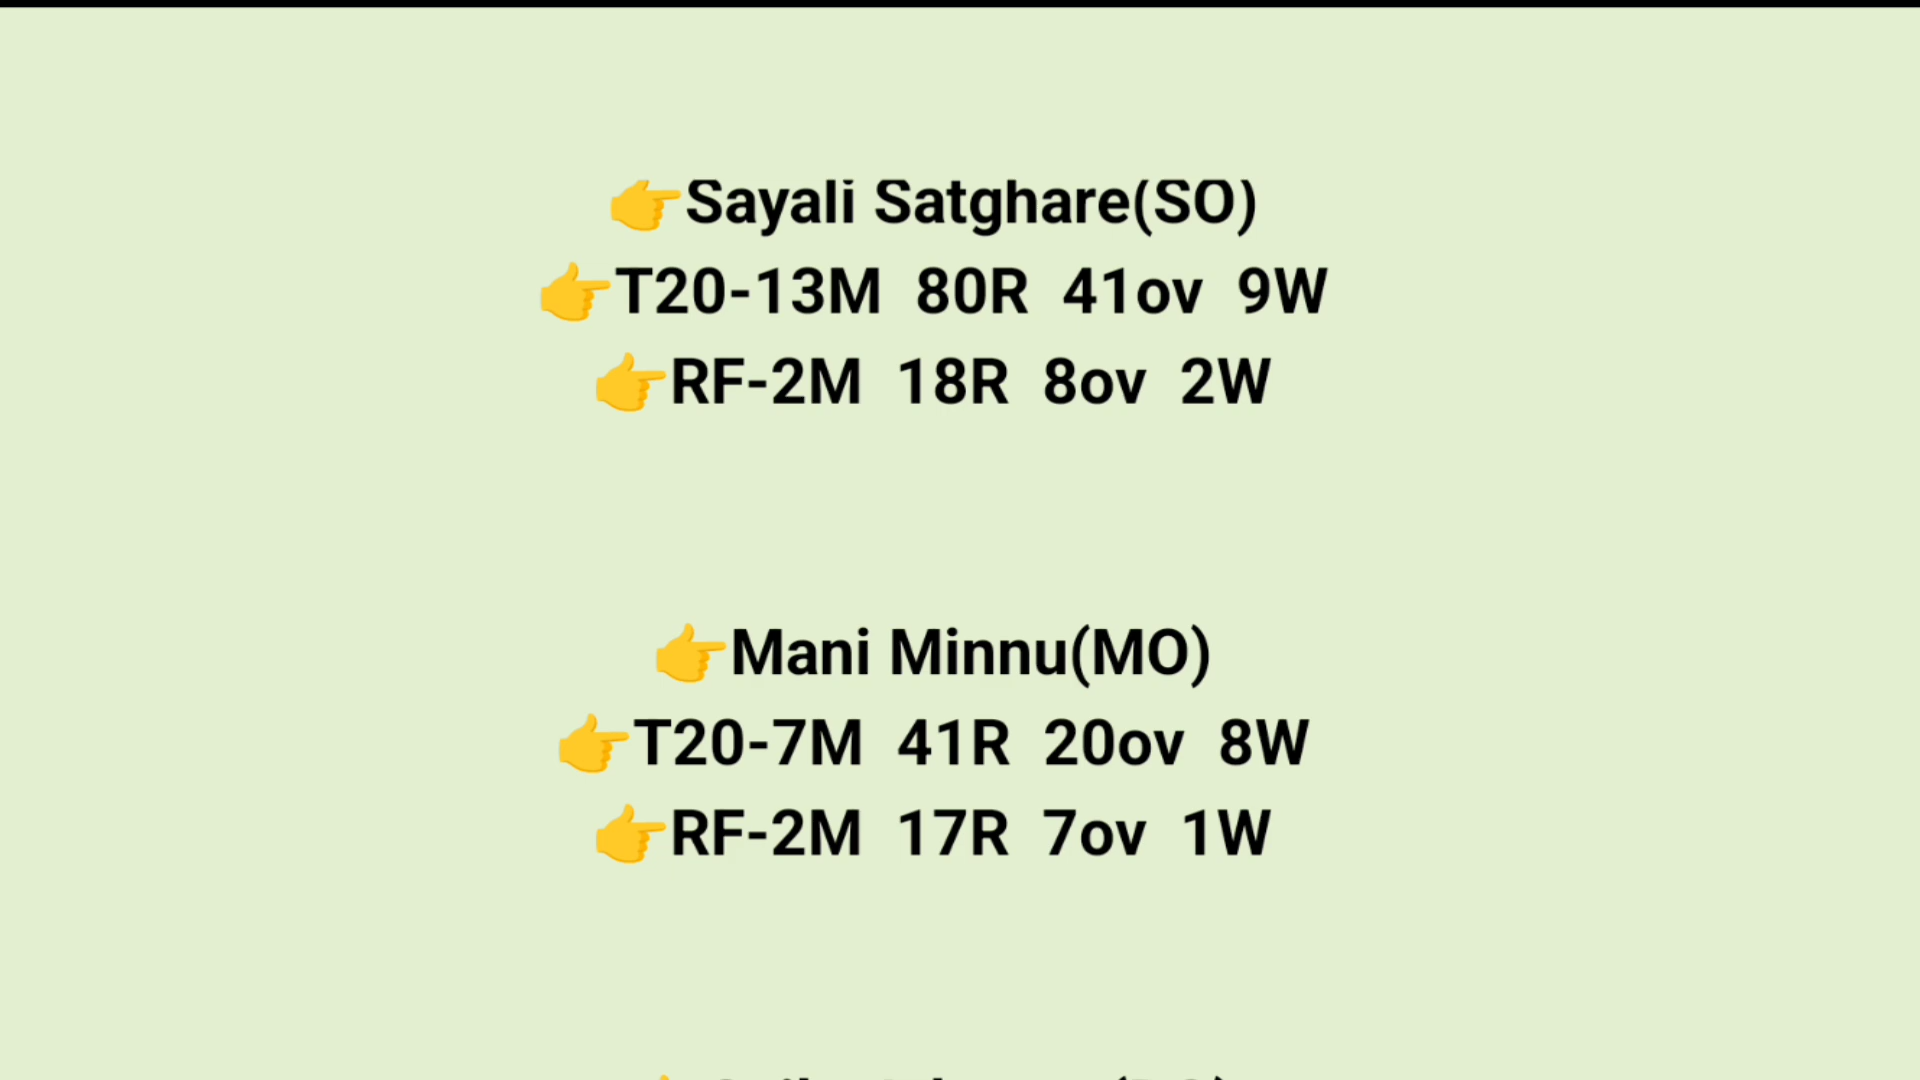 👉Sayali Satghare(SO)
👉T20-13M 80R 41ov 9W
👉RF-2M 18R 8ov 2W
👉Mani Minnu(MO)
👉T20-7M 41R 20ov 8W
👉RF-2M 17R 7ov 1W